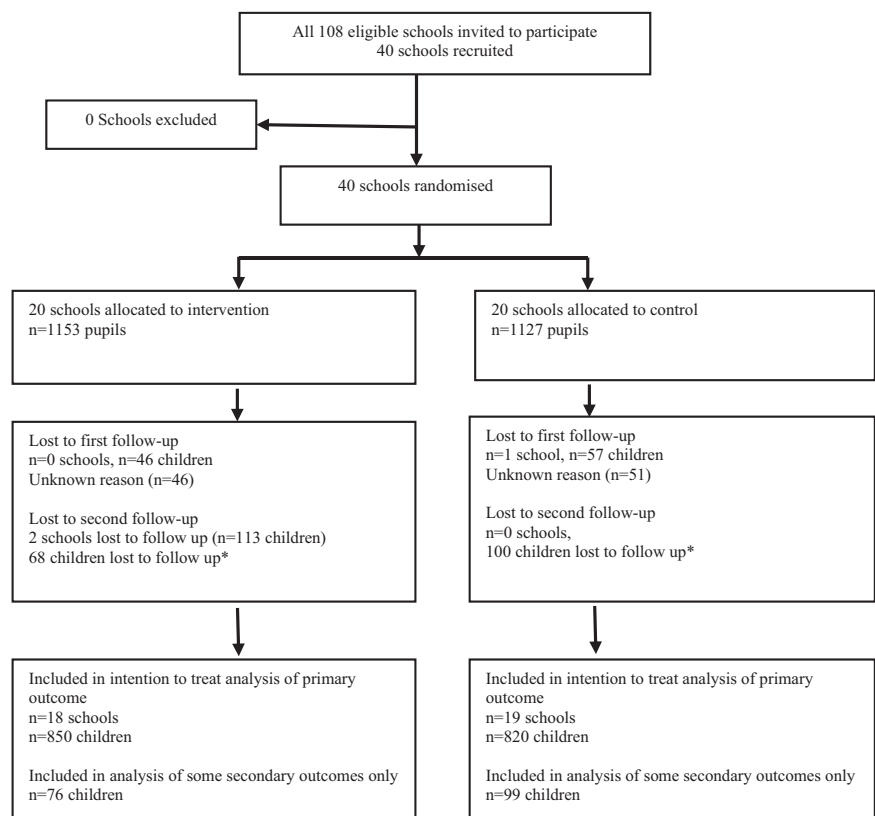 All 108 eligible schools invited to participate
40 schools recruited
0 Schools excluded
40 schools randomised
20 schools allocated to intervention
n=1153 pupils
20 schools allocated to control
n=1127 pupils
Lost to first follow-up
n=0 schools, n=46 children
Unknown reason (n=46)
Lost to second follow-up
2 schools lost to follow up (n=113 children)
68 children lost to follow up*
Lost to first follow-up
n=1 school, n=57 children
Unknown reason (n=51)
Lost to second follow-up
n=0 schools,
100 children lost to follow up*
Included in intention to treat analysis of primary
outcome
n=18 schools
n=850 children
Included in analysis of some secondary outcomes only
n=76 children
Included in intention to treat analysis of primary
outcome
n=19 schools
n=820 children
Included in analysis of some secondary outcomes only
n=99 children